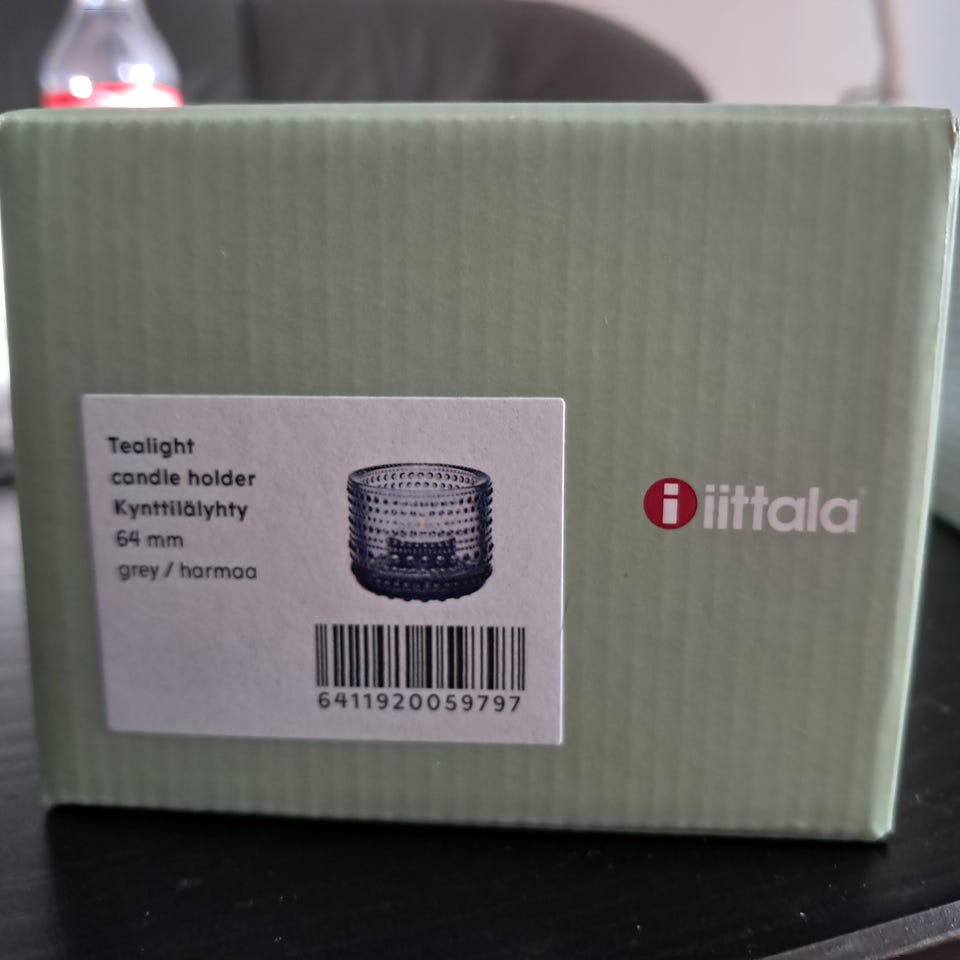 Tealight
candle holder
Kynttilälyhty
64 mm
grey / harmaa
6411920059797
i iittala